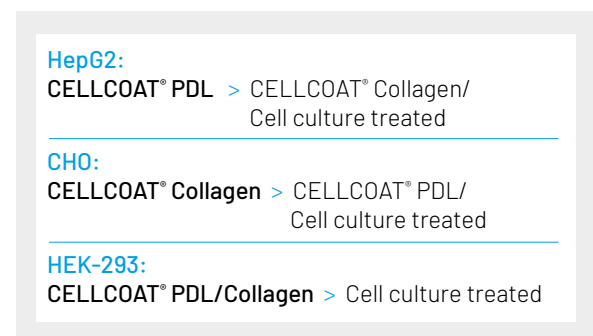 HepG2:
CELLCOAT® PDL > CELLCOAT® Collagen/
Cell culture treated
CHO:
CELLCOAT® Collagen > CELLCOAT® PDL/
Cell culture treated
HEK-293:
CELLCOAT® PDL/Collagen > Cell culture treated